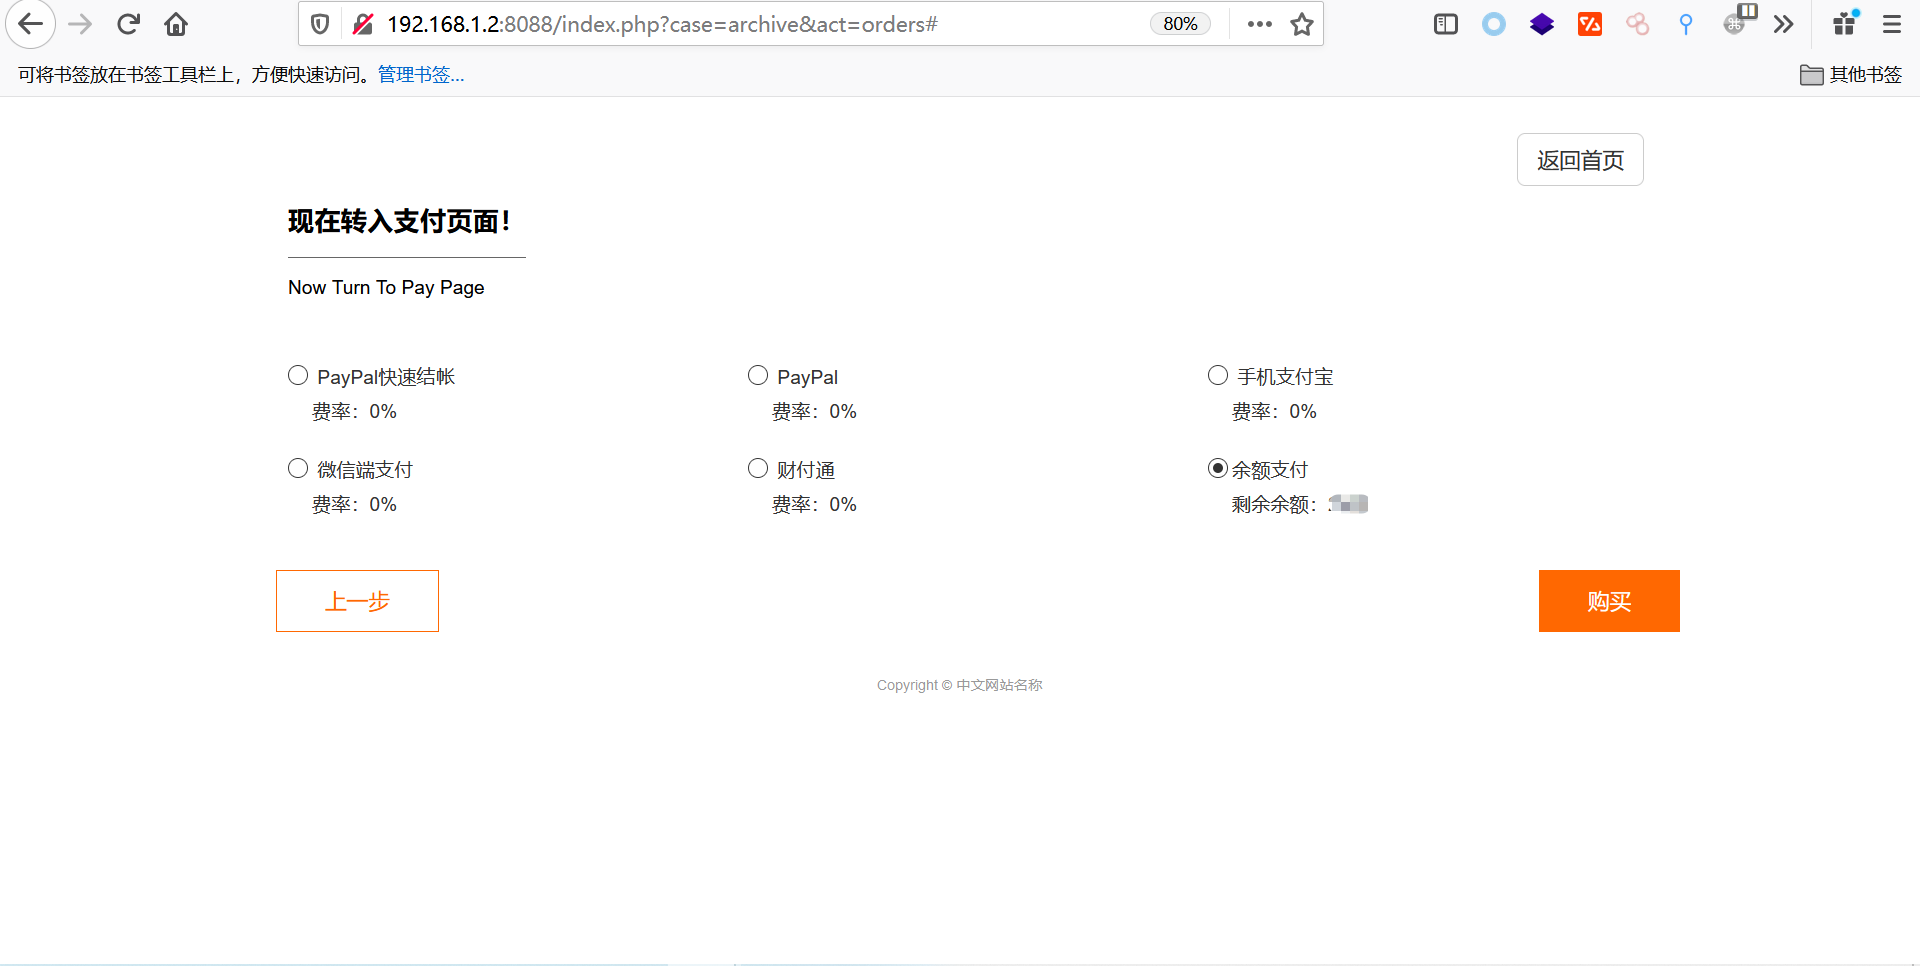 192.168.1.2:8088/index.php?case=archive&act=orders#
80%
可将书签放在书签工具栏上，方便快速访问。管理书签...
其他书签
返回首页
现在转入支付页面！
Now Turn To Pay Page
PayPal快速结帐
费率：0%
PayPal
费率：0%
手机支付宝
费率：0%
微信端支付
费率：0%
财付通
费率：0%
余额支付
剩余余额：
上一步
购买
Copyright © 中文网站名称